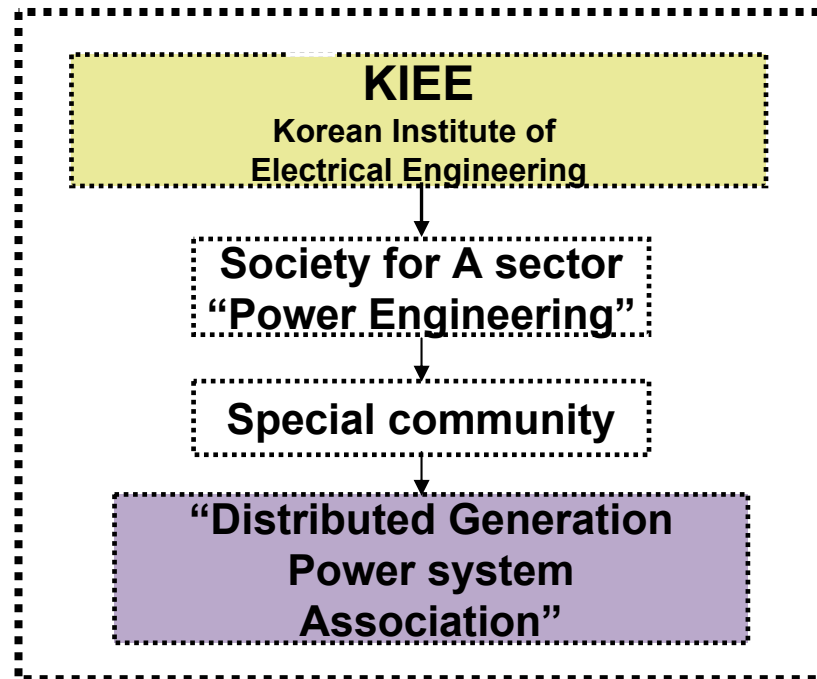 KIEE
Korean Institute of
Electrical Engineering
Society for A sector
“Power Engineering”
Special community
“Distributed Generation
Power system
Association”